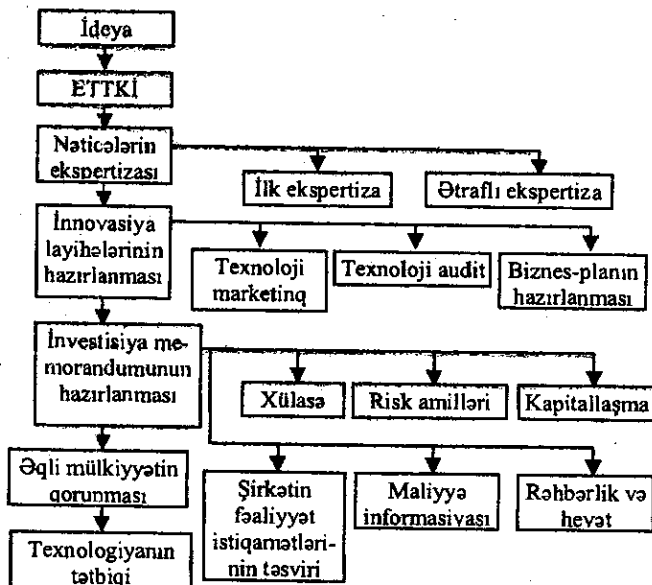 İdeya
ETTKİ
Nəticələrin
ekspertizası
İlk ekspertiza
Ətraflı ekspertiza
İnnovasiya
layihələrinin
hazırlanması
Texnoloji
marketinq
Texnoloji audit
Biznes-planın
hazırlanması
İnvestisiya me-
morandumunun
hazırlanması
Xülasə
Risk amilləri
Kapitallaşma
Əqli mülkiyyətin
qorunması
Şirkətin
fəaliyyət
istiqamətləri-
nin təsviri
Maliyyə
informasivası
Rəhbərlik və
hevət
Texnologiyanın
tətbiqi